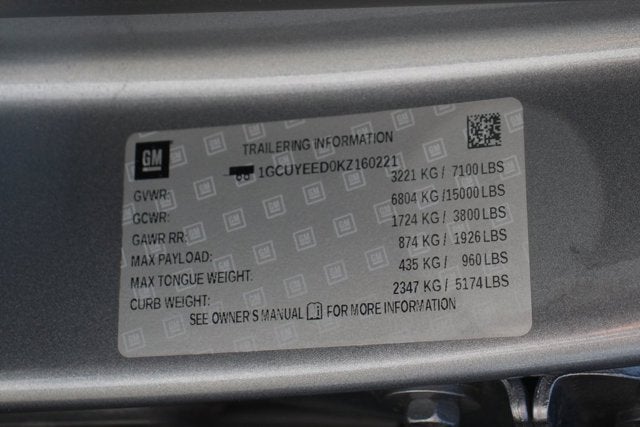 GM
TRAILERING INFORMATION
1GCUYEED0KZ160221
GVWR: 3221 KG / 7100 LBS
GCWR: 6804 KG /15000 LBS
GAWR RR: 1724 KG / 3800 LBS
MAX PAYLOAD: 874 KG / 1926 LBS
MAX TONGUE WEIGHT. 435 KG / 960 LBS
CURB WEIGHT: 2347 KG / 5174 LBS
SEE OWNER'S MANUAL i FOR MORE INFORMATION